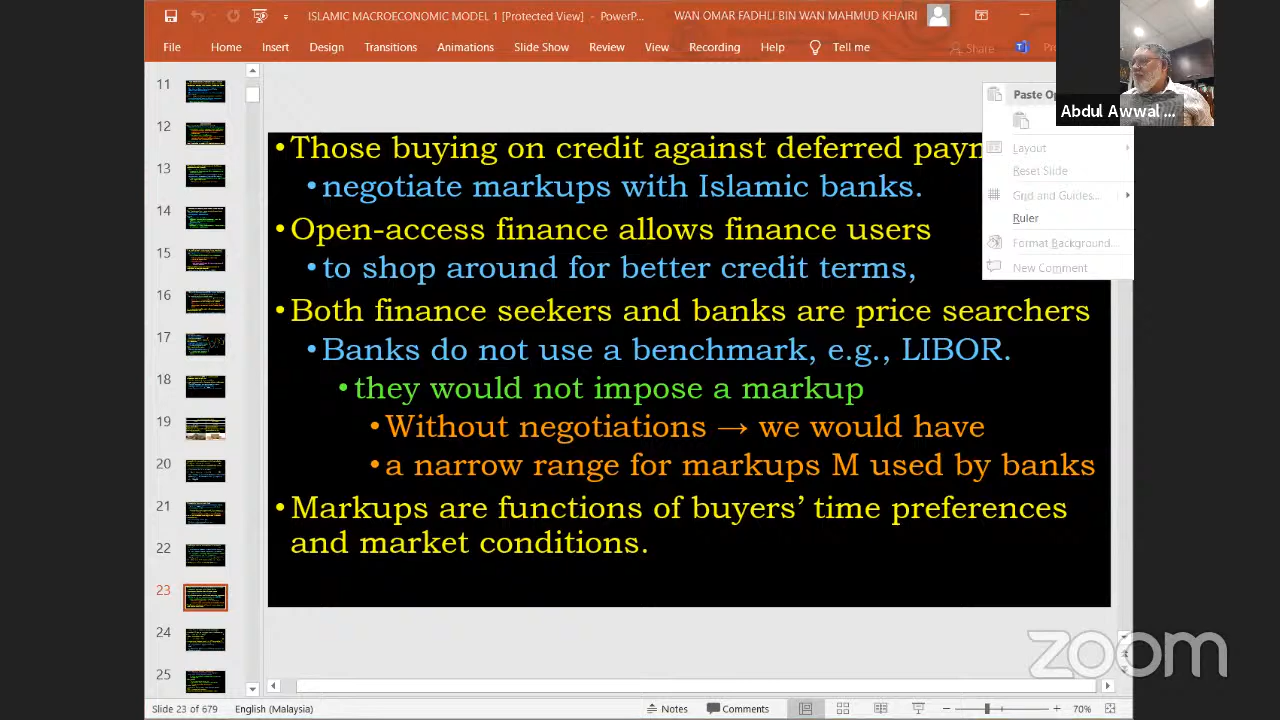 ISLAMIC MACROECONOMIC MODEL 1 [Protected View] - PowerP...
WAN OMAR FADHLI BIN WAN MAHMUD KHAIRI
File Home Insert Design Transitions Animations Slide Show Review View Recording Help Tell me Share
11
12
13
14
15
16
17
18
19
20
21
22
23
24
25
Paste
Layout
Reset Slide
Grid and Guides...
Ruler
Format Background...
New Comment
Abdul Awwal ...
•Those buying on credit against deferred
•negotiate markups with Islamic banks.
•Open-access finance allows finance users
•to shop around for better credit terms,
•Both finance seekers and banks are price searchers
•Banks do not use a benchmark, e.g., LIBOR.
•they would not impose a markup
•Without negotiations → we would have
•a narrow range for markups M used by banks
•Markups are functions of buyers’ time preferences
and market conditions
zoom
Slide 23 of 679 English (Malaysia) Notes Comments 70%